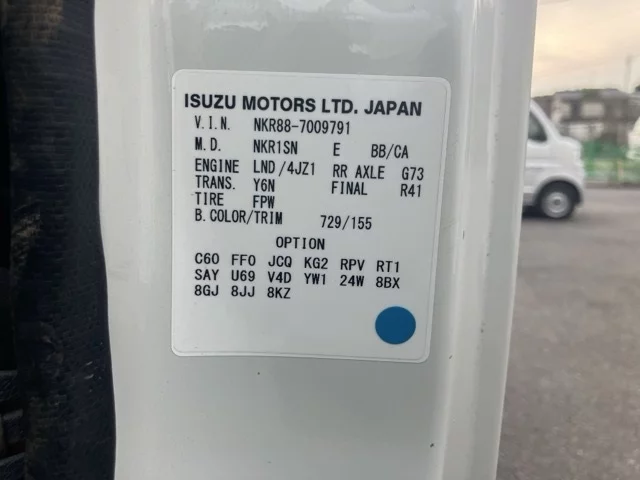 ISUZU MOTORS LTD. JAPAN
V.I.N. NKR88-7009791
M.D. NKR1SN E BB/CA
ENGINE LND/4JZ1 RR AXLE G73
TRANS. Y6N FINAL R41
TIRE FPW
B.COLOR/TRIM 729/155
OPTION
C60 FF0 JCQ KG2 RPV RT1
SAY U69 V4D YW1 24W 8BX
8GJ 8JJ 8KZ